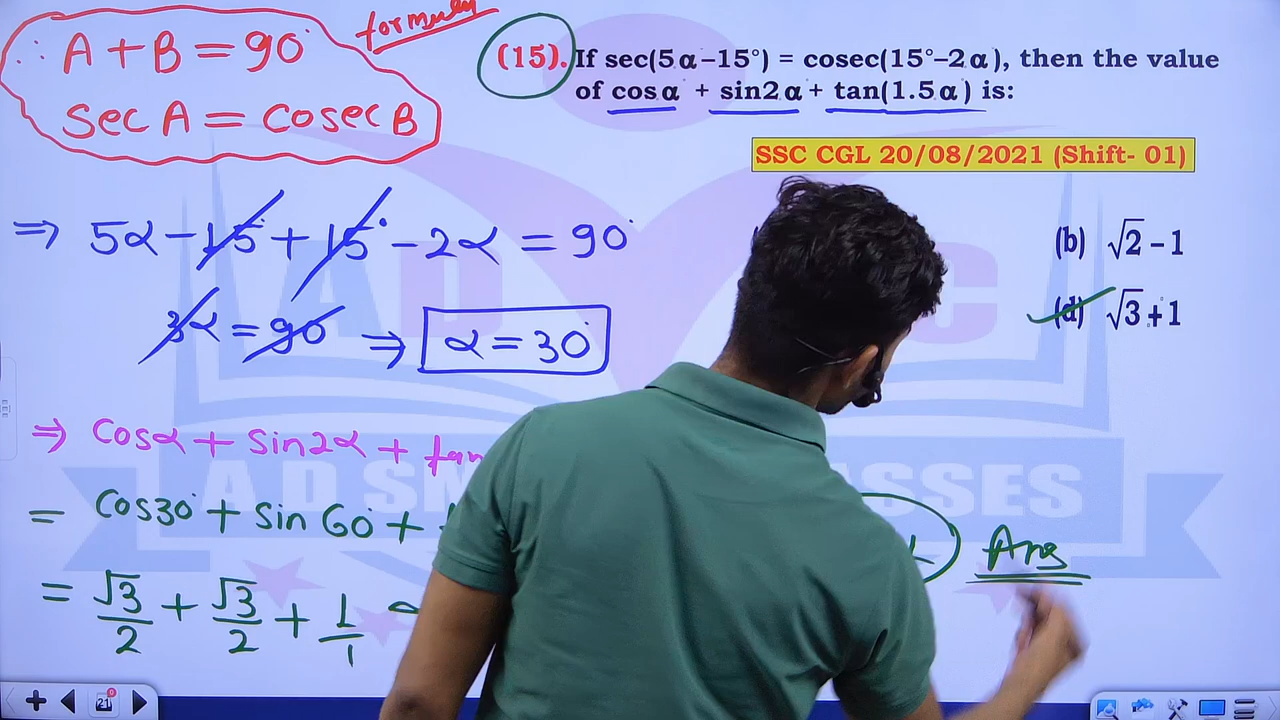 ∴ A + B = 90°
formula
sec A = cosec B
(15). If sec(5α–15°) = cosec(15°–2α), then the value
of cosα + sin2α + tan(1.5α) is:
SSC CGL 20/08/2021 (Shift- 01)
⇒ 5α – 15° + 15° – 2α = 90°
(b) √2 – 1
(d) √3 + 1
3α = 90 ⇒ α = 30°
⇒ cosα + sin2α + tan
= cos30° + sin 60° +
Ans
= √3/2 + √3/2 + 1/1
21